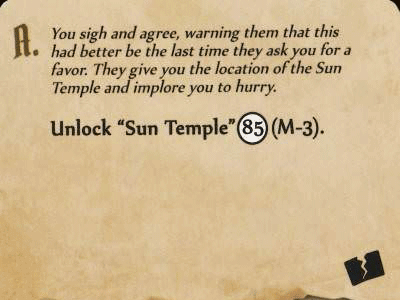 A. You sigh and agree, warning them that this
had better be the last time they ask you for a
favor. They give you the location of the Sun
Temple and implore you to hurry.
Unlock “Sun Temple” 85 (M-3).